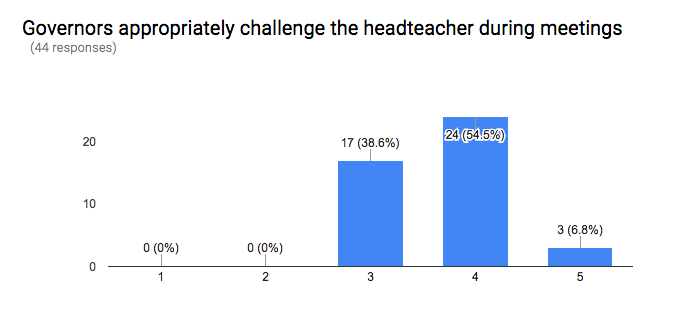 Governors appropriately challenge the headteacher during meetings
(44 responses)
20
10
0
0 (0%)
0 (0%)
17 (38.6%)
24 (54.5%)
3 (6.8%)
1 2 3 4 5